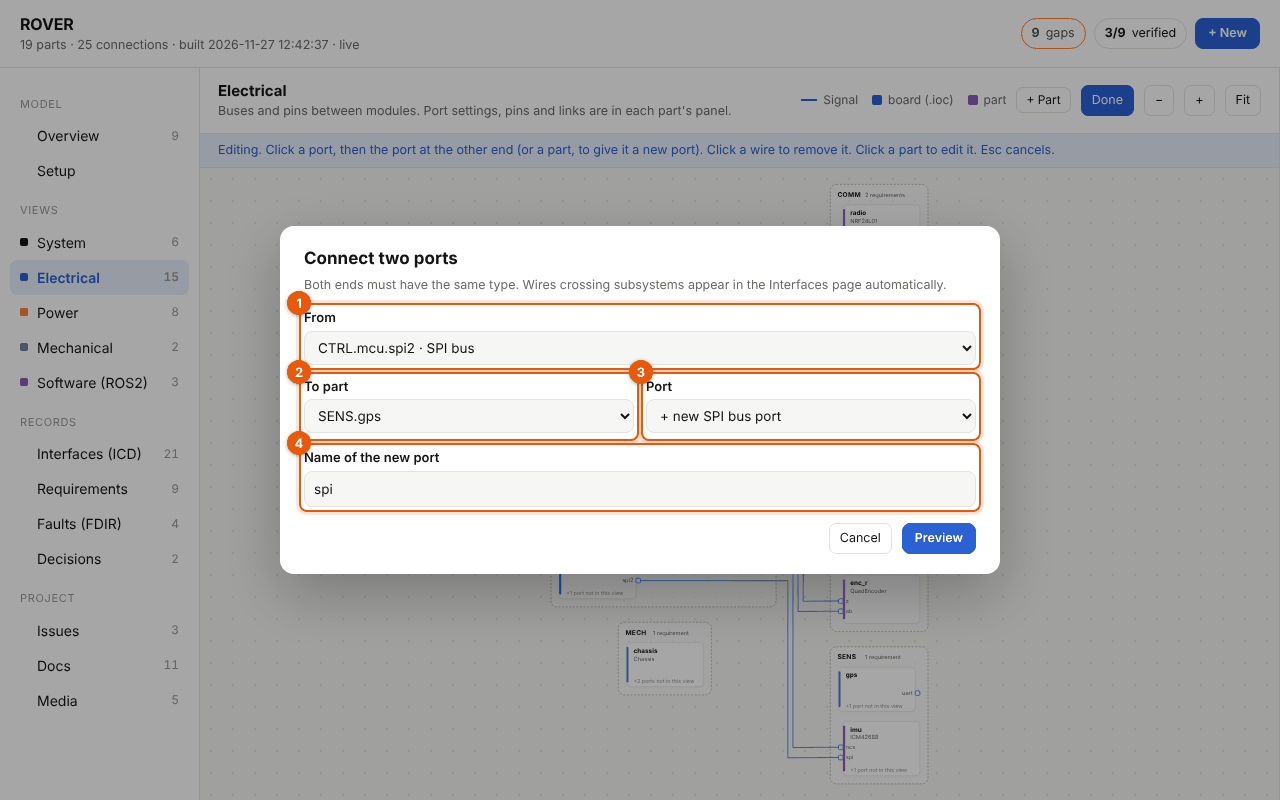 ROVER
19 parts · 25 connections · built 2026-11-27 12:42:37 · live
9 gaps
3/9 verified
+ New
MODEL
Overview 9
Setup
VIEWS
System 6
Electrical 15
Power 8
Mechanical 2
Software (ROS2) 3
RECORDS
Interfaces (ICD) 21
Requirements 9
Faults (FDIR) 4
Decisions 2
PROJECT
Issues 3
Docs 11
Media 5
Electrical
Buses and pins between modules. Port settings, pins and links are in each part's panel.
Signal
board (.ioc)
part
+ Part
Done
−
+
Fit
Editing. Click a port, then the port at the other end (or a part, to give it a new port). Click a wire to remove it. Click a part to edit it. Esc cancels.
COMM 2 requirements
radio
NRF24L01
Connect two ports
Both ends must have the same type. Wires crossing subsystems appear in the Interfaces page automatically.
1
From
CTRL.mcu.spi2 · SPI bus
2
To part
SENS.gps
3
Port
+ new SPI bus port
4
Name of the new port
spi
Cancel
Preview
spi2
+1 port not in this view
enc_r
QuadEncoder
MECH 1 requirement
chassis
Chassis
+2 ports not in this view
SENS 1 requirement
gps
uart
+1 port not in this view
imu
ICM42688
ncs
spi
+1 port not in this view